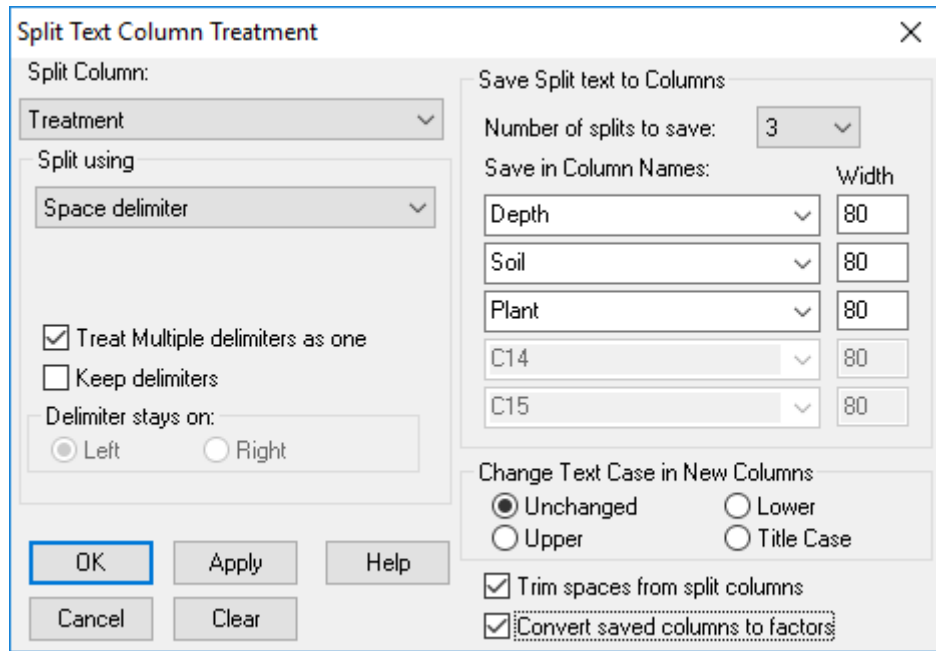 Split Text Column Treatment
Split Column:
Treatment
Split using
Space delimiter
Treat Multiple delimiters as one
Keep delimiters
Delimiter stays on:
Left Right
OK Apply Help
Cancel Clear
Save Split text to Columns
Number of splits to save: 3
Save in Column Names: Width
Depth 80
Soil 80
Plant 80
C14 80
C15 80
Change Text Case in New Columns
Unchanged Lower
Upper Title Case
Trim spaces from split columns
Convert saved columns to factors